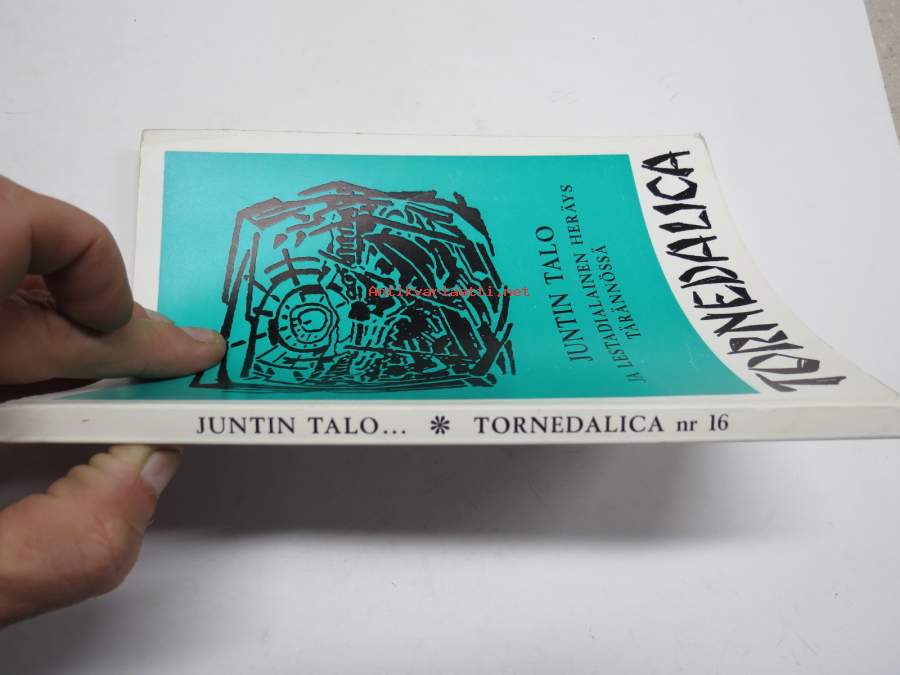 JUNTIN TALO
JA LESTADIALAINEN HERÄYS
TÄRÄNNÖSSÄ
TORNEDALICA
Antikvariaatti.net
JUNTIN TALO... * TORNEDALICA nr 16